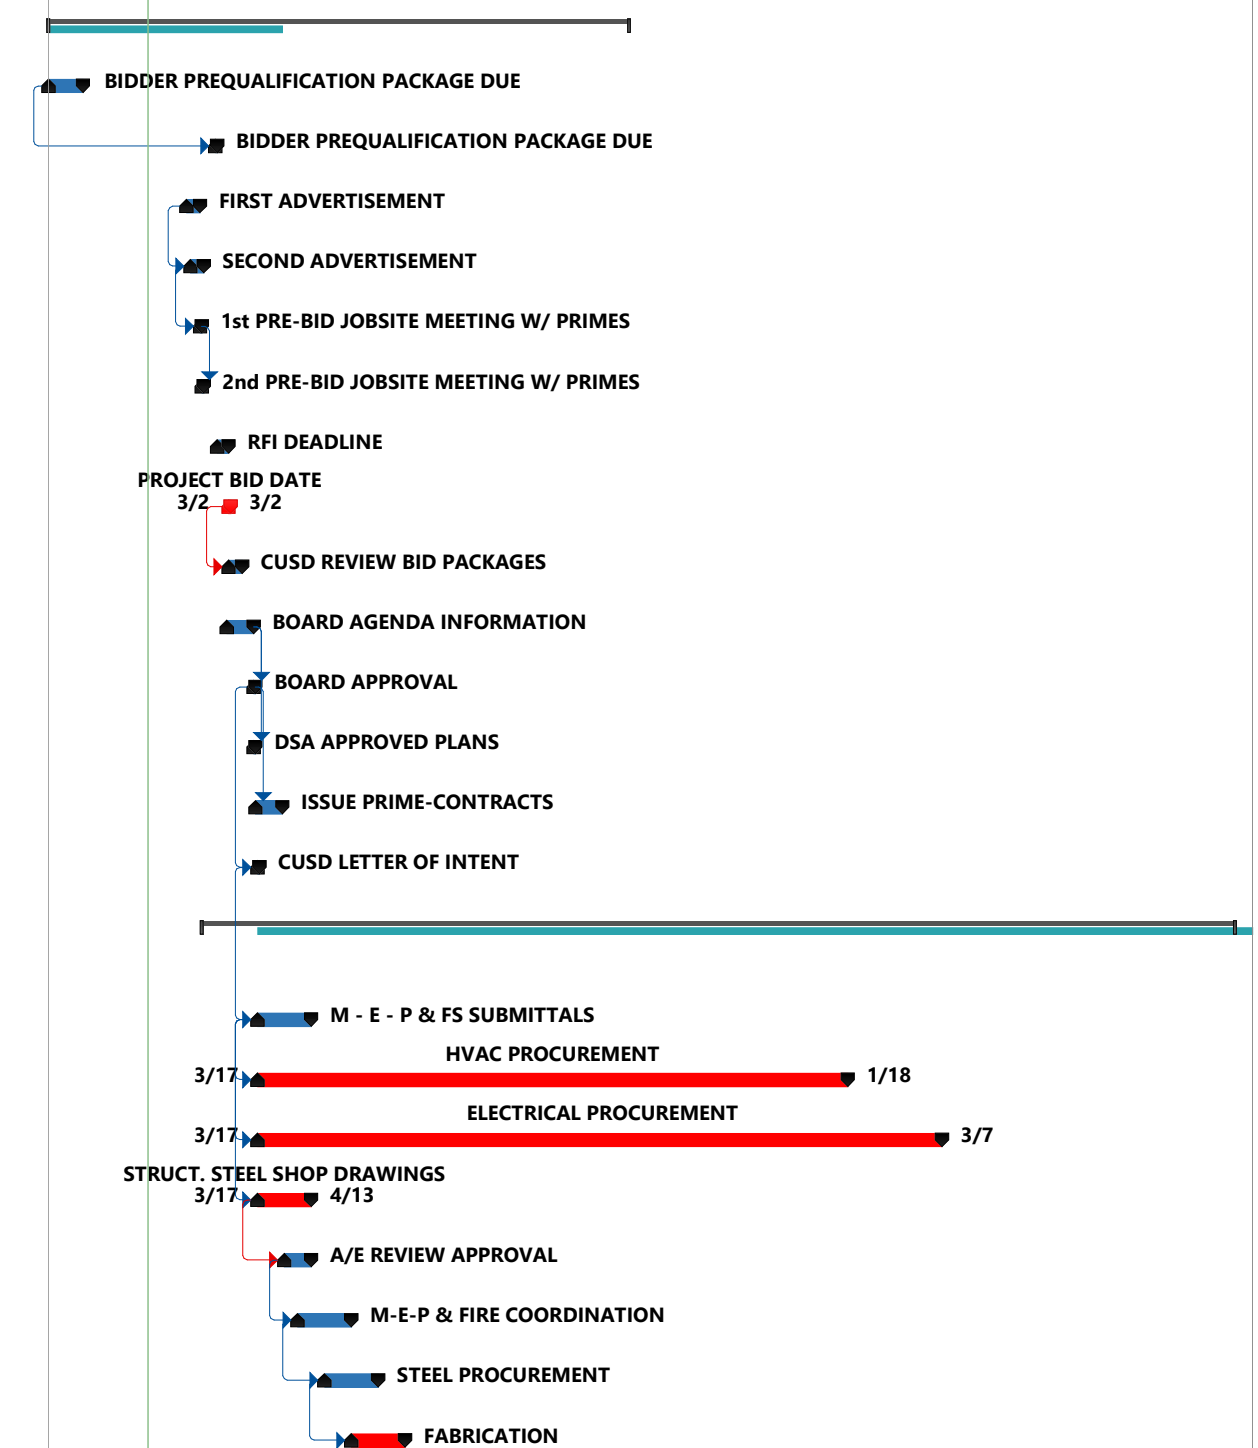 BIDDER PREQUALIFICATION PACKAGE DUE
BIDDER PREQUALIFICATION PACKAGE DUE
FIRST ADVERTISEMENT
SECOND ADVERTISEMENT
1st PRE-BID JOBSITE MEETING W/ PRIMES
2nd PRE-BID JOBSITE MEETING W/ PRIMES
RFI DEADLINE
PROJECT BID DATE
3/2 3/2
CUSD REVIEW BID PACKAGES
BOARD AGENDA INFORMATION
BOARD APPROVAL
DSA APPROVED PLANS
ISSUE PRIME-CONTRACTS
CUSD LETTER OF INTENT
M - E - P & FS SUBMITTALS
HVAC PROCUREMENT
3/17 1/18
ELECTRICAL PROCUREMENT
3/17 3/7
STRUCT. STEEL SHOP DRAWINGS
3/17 4/13
A/E REVIEW APPROVAL
M-E-P & FIRE COORDINATION
STEEL PROCUREMENT
FABRICATION